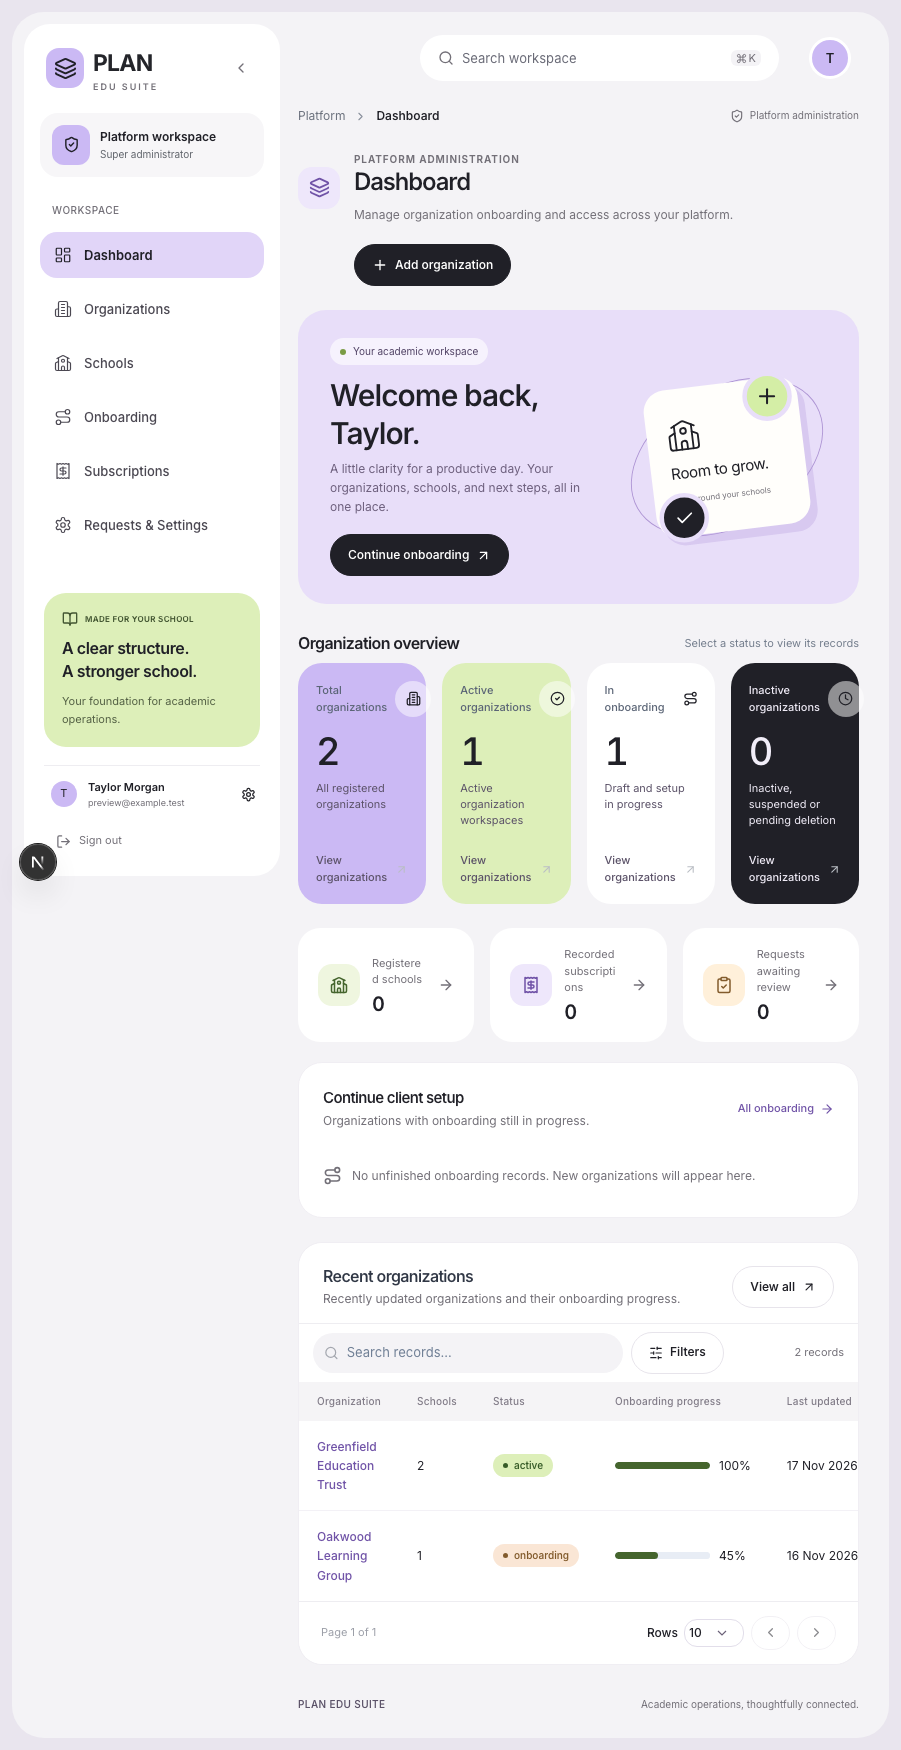 PLAN
EDU SUITE
Platform workspace
Super administrator
WORKSPACE
Dashboard
Organizations
Schools
Onboarding
Subscriptions
Requests & Settings
MADE FOR YOUR SCHOOL
A clear structure.
A stronger school.
Your foundation for academic
operations.
T
Taylor Morgan
preview@example.test
Sign out
N
Search workspace
⌘K
T
Platform
Dashboard
Platform administration
PLATFORM ADMINISTRATION
Dashboard
Manage organization onboarding and access across your platform.
Add organization
Your academic workspace
Welcome back,
Taylor.
A little clarity for a productive day. Your
organizations, schools, and next steps, all in
one place.
Continue onboarding
Room to grow.
round your schools
Organization overview
Select a status to view its records
Total
organizations
2
All registered
organizations
View
organizations
Active
organizations
1
Active
organization
workspaces
View
organizations
In
onboarding
1
Draft and setup
in progress
View
organizations
Inactive
organizations
0
Inactive,
suspended or
pending deletion
View
organizations
Registere
d schools
0
Recorded
subscripti
ons
0
Requests
awaiting
review
0
Continue client setup
Organizations with onboarding still in progress.
All onboarding
No unfinished onboarding records. New organizations will appear here.
Recent organizations
Recently updated organizations and their onboarding progress.
View all
Search records...
Filters
2 records
Organization Schools Status Onboarding progress Last updated
Greenfield
Education
Trust
2
active
100%
17 Nov 2026
Oakwood
Learning
Group
1
onboarding
45%
16 Nov 2026
Page 1 of 1
Rows
10
PLAN EDU SUITE
Academic operations, thoughtfully connected.